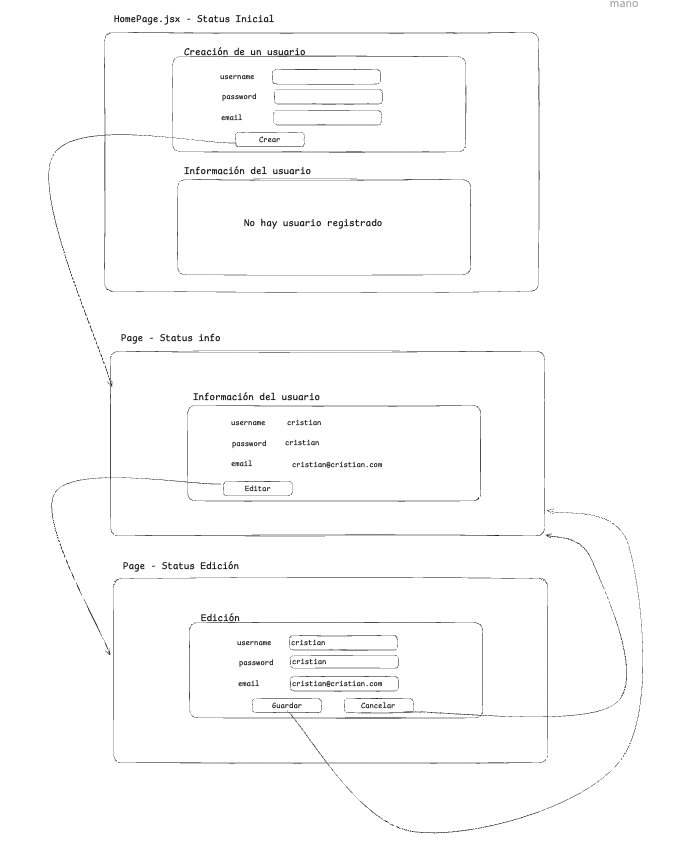 mano
HomePage.jsx - Status Inicial
Creación de un usuario
username
password
email
Crear
Información del usuario
No hay usuario registrado
Page - Status info
Información del usuario
username cristian
password cristian
email cristian@cristian.com
Editar
Page - Status Edición
Edición
username cristian
password cristian
email cristian@cristian.com
Guardar Cancelar